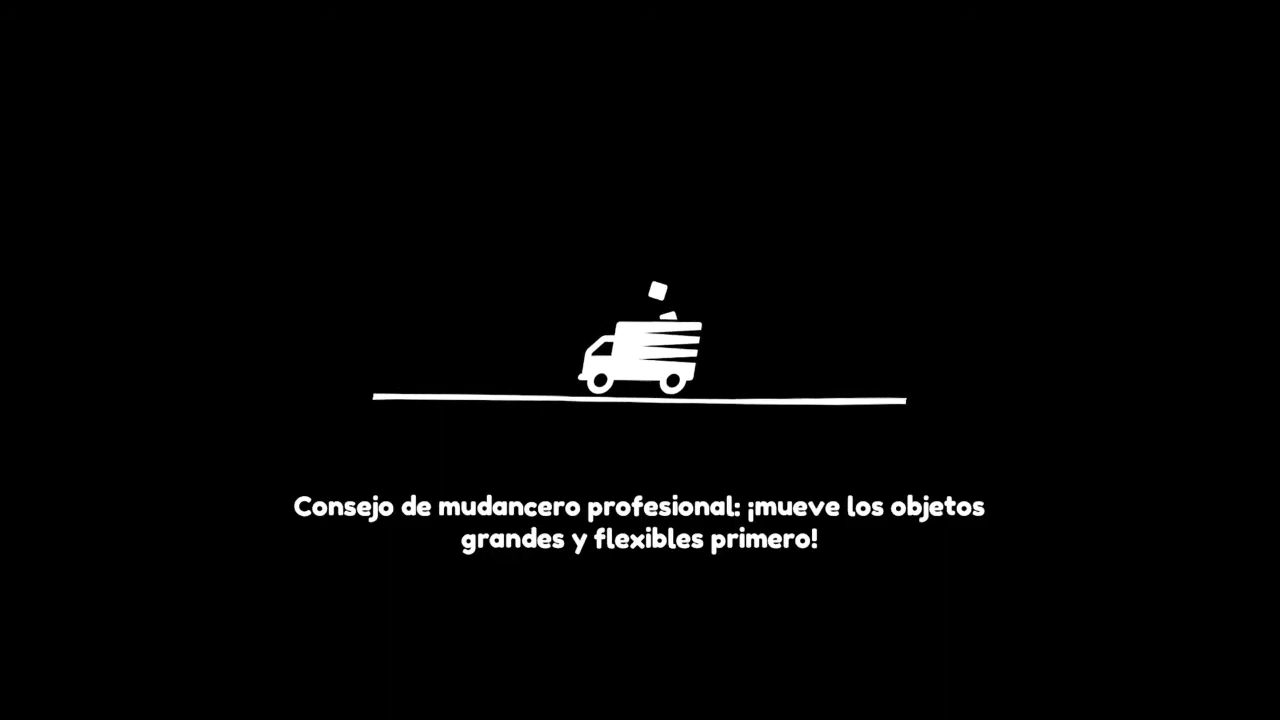 Consejo de mudancero profesional: ¡mueve los objetos
grandes y flexibles primero!